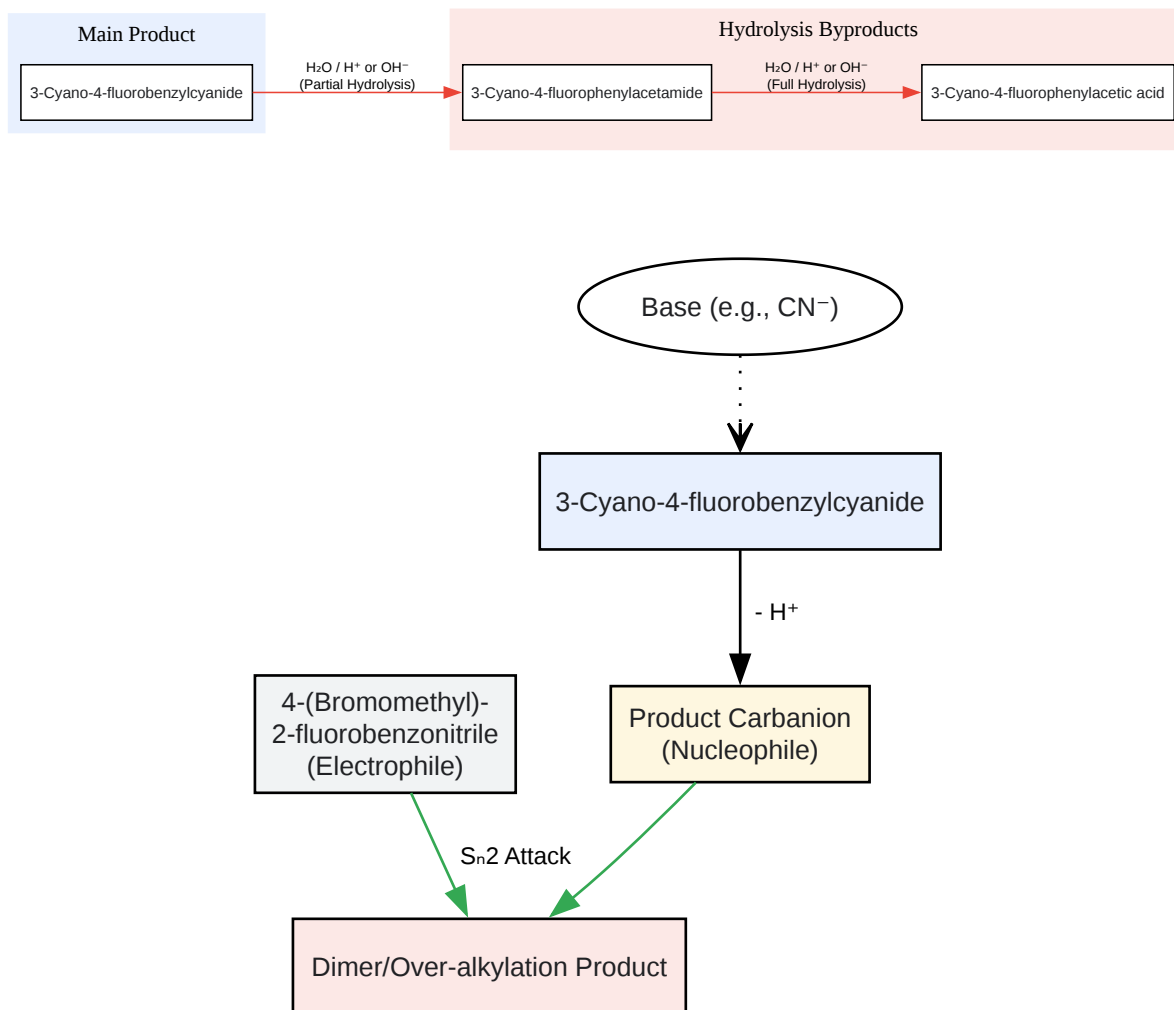 Main Product
Hydrolysis Byproducts
3-Cyano-4-fluorobenzylcyanide
H₂O / H⁺ or OH⁻
(Partial Hydrolysis)
3-Cyano-4-fluorophenylacetamide
H₂O / H⁺ or OH⁻
(Full Hydrolysis)
3-Cyano-4-fluorophenylacetic acid
Base (e.g., CN⁻)
3-Cyano-4-fluorobenzylcyanide
- H⁺
4-(Bromomethyl)-
2-fluorobenzonitrile
(Electrophile)
Product Carbanion
(Nucleophile)
Sₙ2 Attack
Dimer/Over-alkylation Product